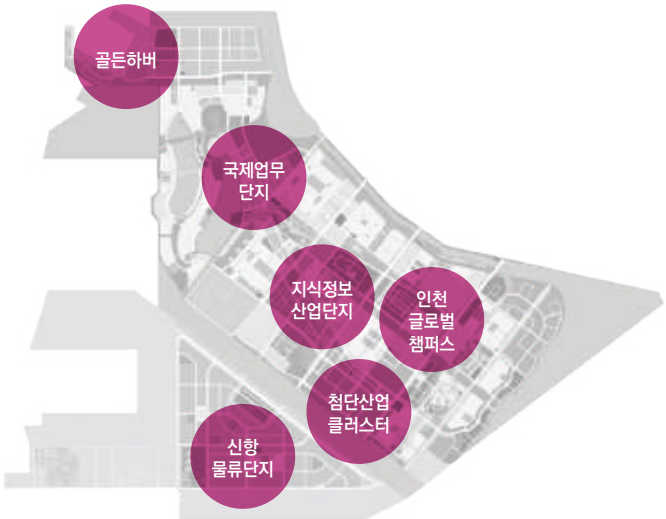 골든하버
국제업무
단지
지식정보
산업단지
인천
글로벌
캠퍼스
첨단산업
클러스터
신항
물류단지